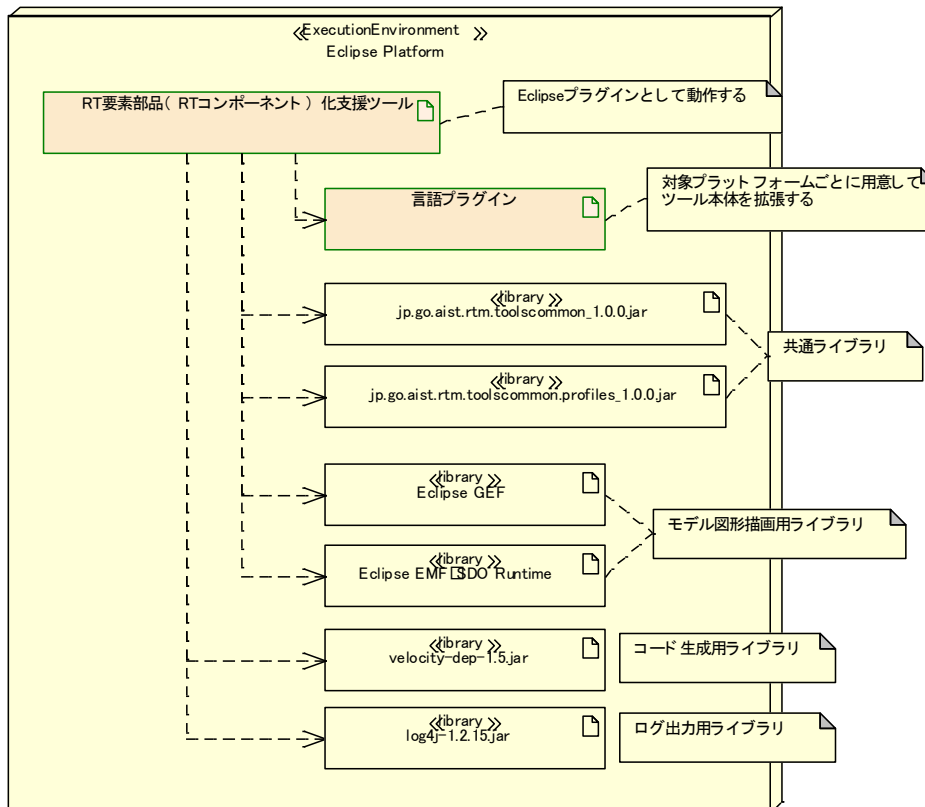 ≪ExecutionEnvironment ≫
Eclipse Platform
RT要素部品( RTコンポーネント ) 化支援ツール
Eclipseプラグインとして動作する
言語プラグイン
対象プラットフォームごとに用意して
ツール本体を拡張する
≪library ≫
jp.go.aist.rtm.toolscommon_1.0.0.jar
≪library ≫
jp.go.aist.rtm.toolscommon.profiles_1.0.0.jar
共通ライブラリ
≪library ≫
Eclipse GEF
≪library ≫
Eclipse EMF□SDO Runtime
モデル図形描画用ライブラリ
≪library ≫
velocity-dep-1.5.jar
コード生成用ライブラリ
≪library ≫
log4j-1.2.15.jar
ログ出力用ライブラリ